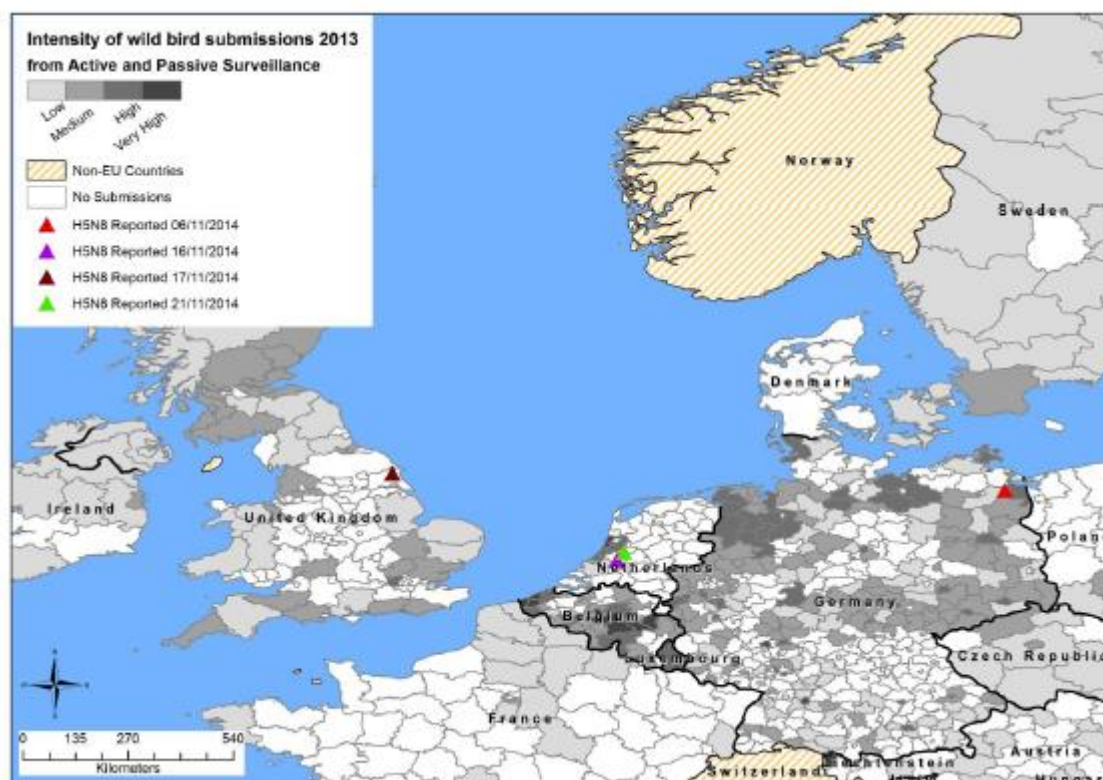 Intensity of wild bird submissions 2013
from Active and Passive Surveillance
Low
Medium
High
Very High
Non-EU Countries
No Submissions
H5N8 Reported 06/11/2014
H5N8 Reported 16/11/2014
H5N8 Reported 17/11/2014
H5N8 Reported 21/11/2014
Norway
Sweden
Denmark
Ireland
United Kingdom
Netherlands
Poland
Belgium
Germany
Luxembourg
Czech Republic
France
Austria
Switzerland
Liechtenstein
0 135 270 540
Kilometers